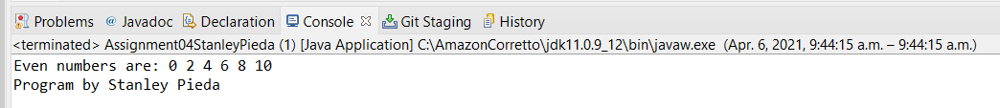 Problems @ Javadoc Declaration Console Git Staging History
<terminated> Assignment04StanleyPieda (1) [Java Application] C:\AmazonCorretto\jdk11.0.9_12\bin\javaw.exe (Apr. 6, 2021, 9:44:15 a.m. – 9:44:15 a.m.)
Even numbers are: 0 2 4 6 8 10
Program by Stanley Pieda